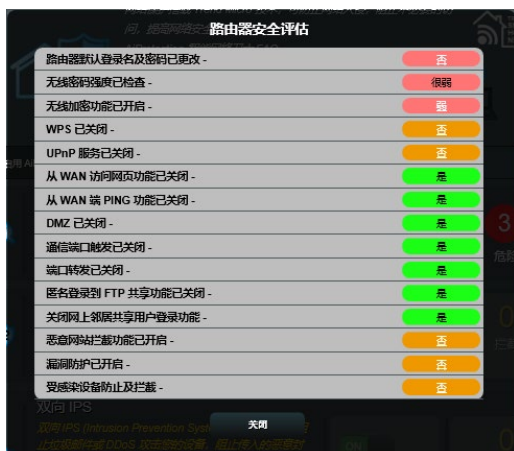 路由器安全评估
路由器默认登录名及密码已更改 - 否
无线密码强度已检查 - 很弱
无线加密功能已开启 - 弱
WPS 已关闭 - 否
UPnP 服务已关闭 - 否
从 WAN 访问网页功能已关闭 - 是
从 WAN 端 PING 功能已关闭 - 是
DMZ 已关闭 - 是
通信端口触发已关闭 - 是
端口转发已关闭 - 是
匿名登录到 FTP 共享功能已关闭 - 是
关闭网上邻居共享用户登录功能 - 是
恶意网站拦截功能已开启 - 否
漏洞防护已开启 - 否
受感染设备防止及拦截 - 否
双向 IPS
关闭
双向 IPS (Intrusion Prevention Syst